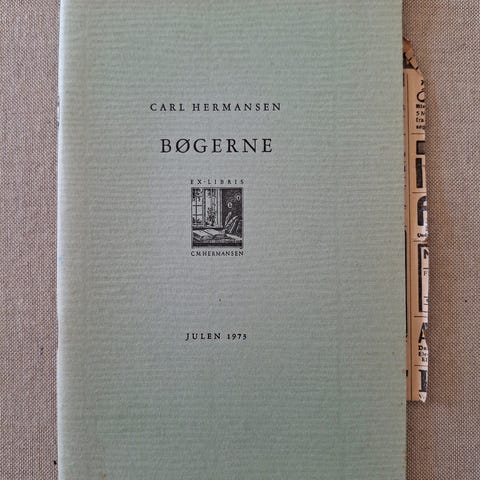 CARL HERMANSEN
BØGERNE
EX-LIBRIS
C.M.HERMANSEN
JULEN 1973